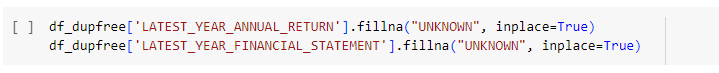 [ ] df_dupfree['LATEST_YEAR_ANNUAL_RETURN'].fillna("UNKNOWN", inplace=True)
df_dupfree['LATEST_YEAR_FINANCIAL_STATEMENT'].fillna("UNKNOWN", inplace=True)